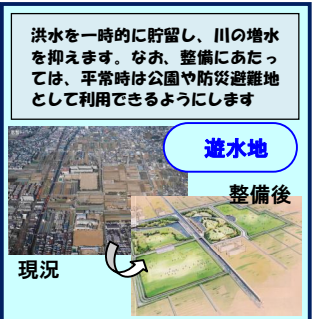 洪水を一時的に貯留し、川の増水
を抑えます。なお、整備にあたっ
ては、平常時は公園や防災避難地
として利用できるようにします
遊水地
整備後
現況